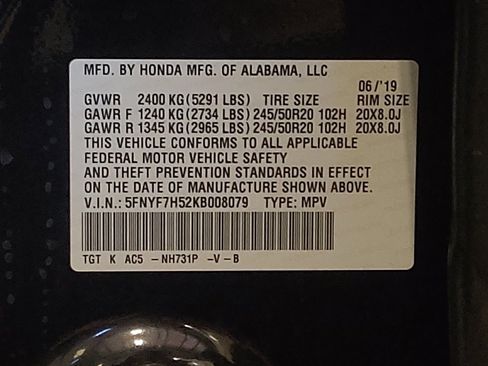 MFD. BY HONDA MFG. OF ALABAMA, LLC
06/'19
GVWR 2400 KG(5291 LBS) TIRE SIZE RIM SIZE
GAWR F 1240 KG(2734 LBS) 245/50R20 102H 20X8.0J
GAWR R 1345 KG(2965 LBS) 245/50R20 102H 20X8.0J
THIS VEHICLE CONFORMS TO ALL APPLICABLE
FEDERAL MOTOR VEHICLE SAFETY
AND THEFT PREVENTION STANDARDS IN EFFECT
ON THE DATE OF MANUFACTURE SHOWN ABOVE.
V.I.N.: 5FNYF7H52KB008079 TYPE: MPV
TGT K AC5 - NH731P - V - B